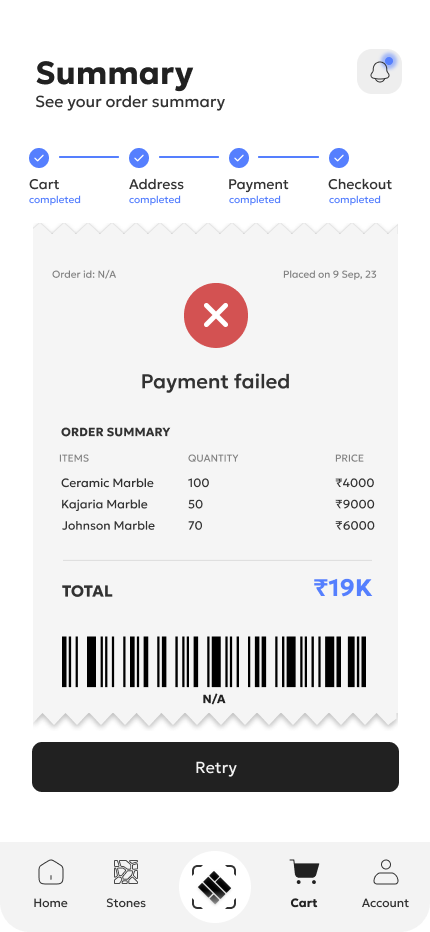 Summary
See your order summary
Cart Address Payment Checkout
completed completed completed completed
Order id: N/A Placed on 9 Sep, 23
Payment failed
ORDER SUMMARY
ITEMS QUANTITY PRICE
Ceramic Marble 100 ₹4000
Kajaria Marble 50 ₹9000
Johnson Marble 70 ₹6000
TOTAL ₹19K
N/A
Retry
Home Stones Cart Account